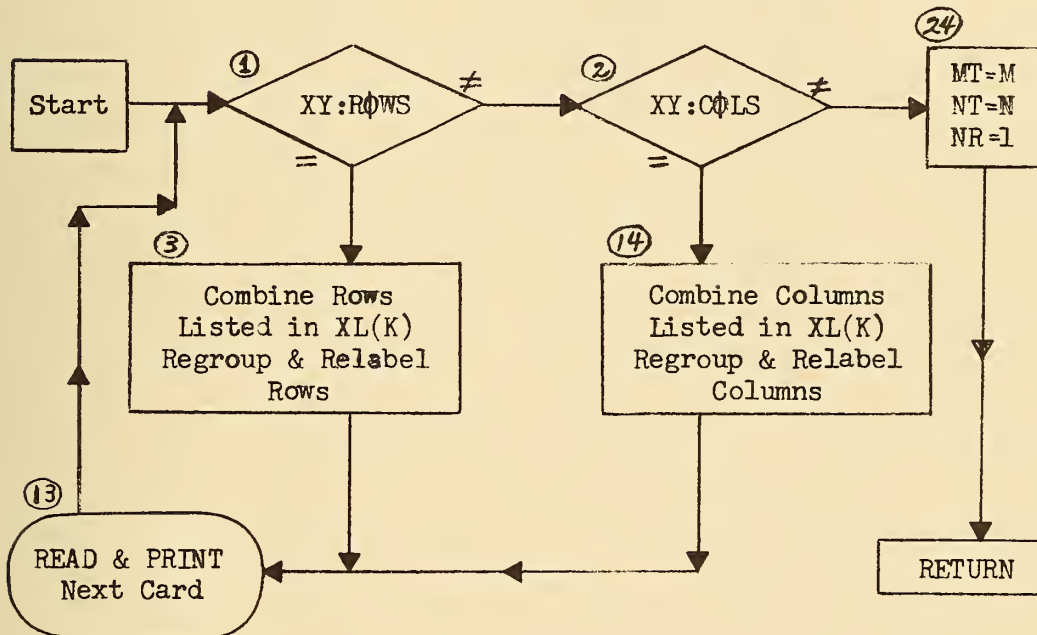 Start
①
XY:RØWS
≠
=
②
XY:CØLS
≠
=
㉔
MT=M
NT=N
NR=1
③
Combine Rows
Listed in XL(K)
Regroup & Relabel
Rows
⑭
Combine Columns
Listed in XL(K)
Regroup & Relabel
Columns
⑬
READ & PRINT
Next Card
RETURN